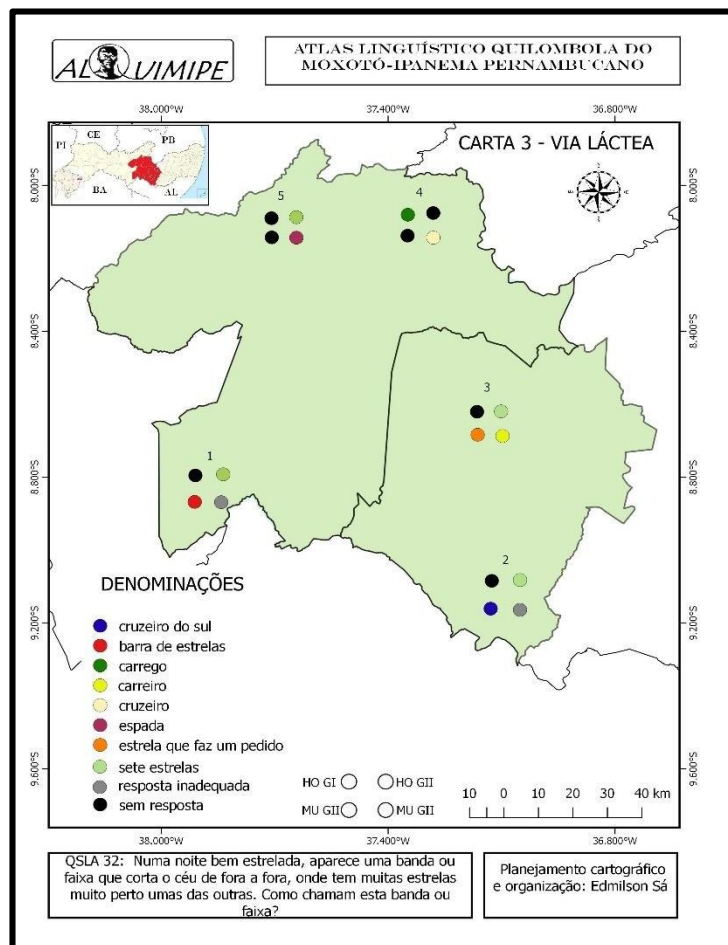 ALQUIMIPE
ATLAS LINGUÍSTICO QUILOMBOLA DO
MOXOTÓ-IPANEMA PERNAMBUCANO
38.000°W 37.400°W 36.800°W
CARTA 3 - VIA LÁCTEA
PI CE PB
BA AL
8.000°S 8.000°S
5 4
8.400°S 8.400°S
3
1
8.800°S 8.800°S
2
DENOMINAÇÕES
cruzeiro do sul
barra de estrelas
carrego
carreiro
cruzeiro
espada
estrela que faz um pedido
sete estrelas
resposta inadequada
sem resposta
9.200°S 9.200°S
9.600°S 9.600°S
HO GI HO GII
MU GII MU GII
10 0 10 20 30 40 km
38.000°W 37.400°W 36.800°W
QSLA 32: Numa noite bem estrelada, aparece uma banda ou
faixa que corta o céu de fora a fora, onde tem muitas estrelas
muito perto umas das outras. Como chamam esta banda ou
faixa?
Planejamento cartográfico
e organização: Edmilson Sá